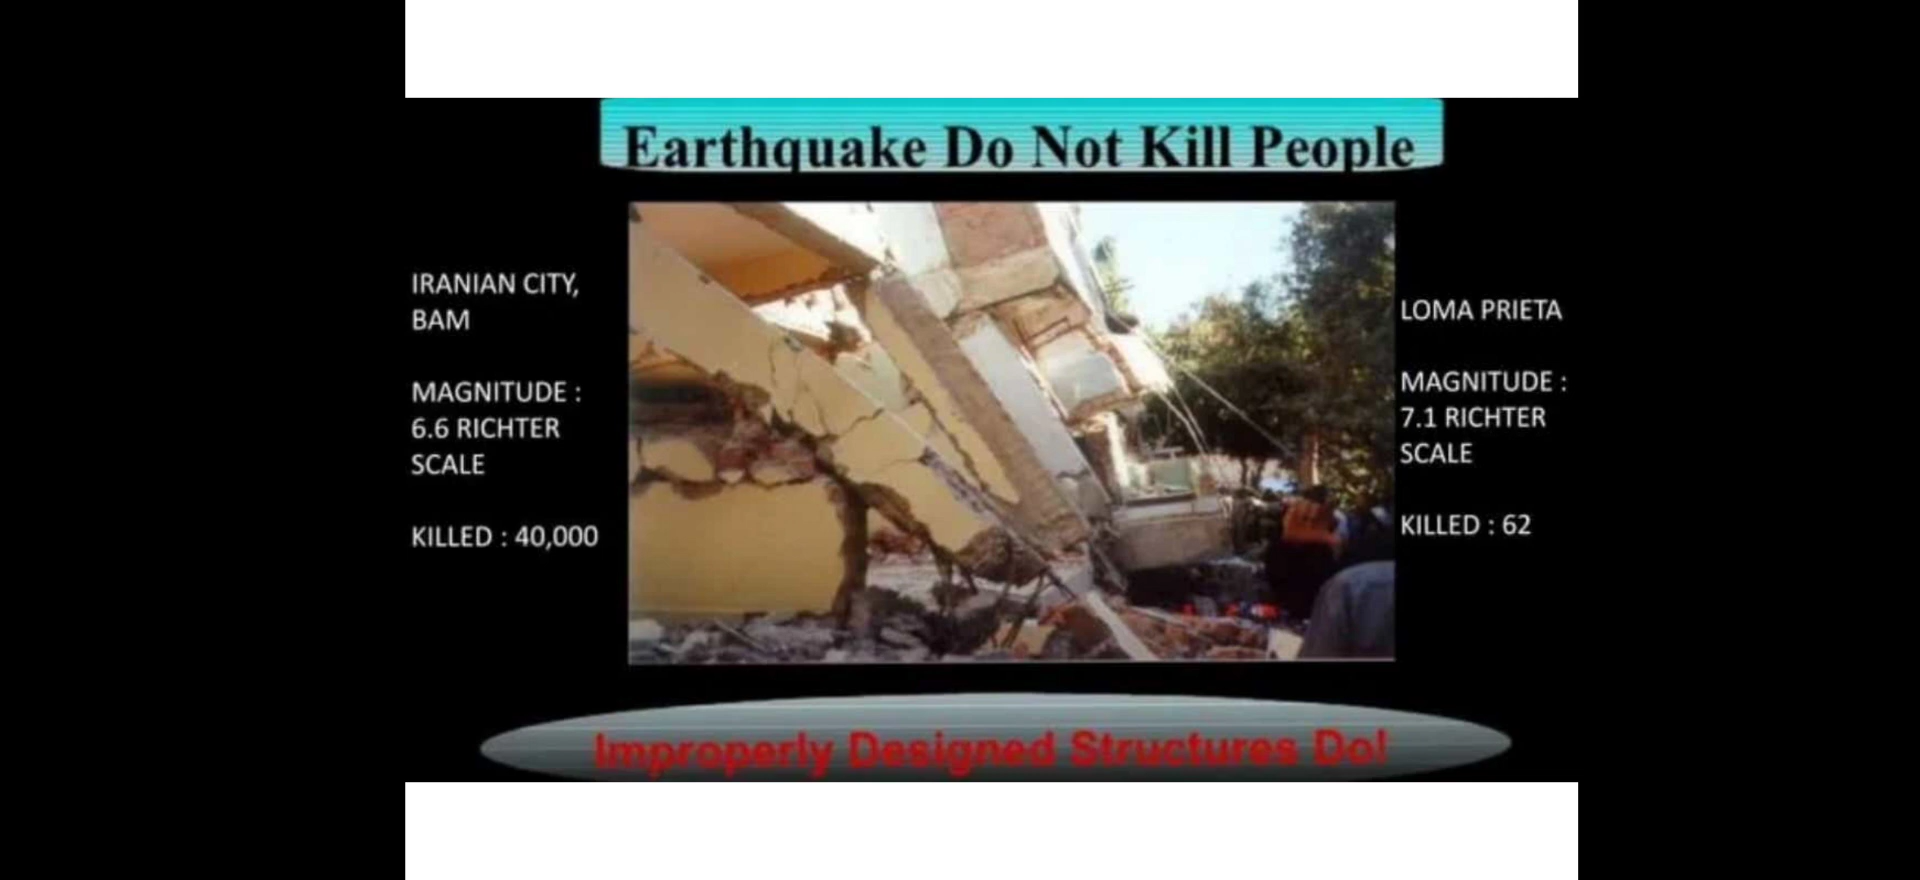 Earthquake Do Not Kill People
IRANIAN CITY,
BAM
MAGNITUDE :
6.6 RICHTER
SCALE
KILLED : 40,000
LOMA PRIETA
MAGNITUDE :
7.1 RICHTER
SCALE
KILLED : 62
Improperly Designed Structures Do!